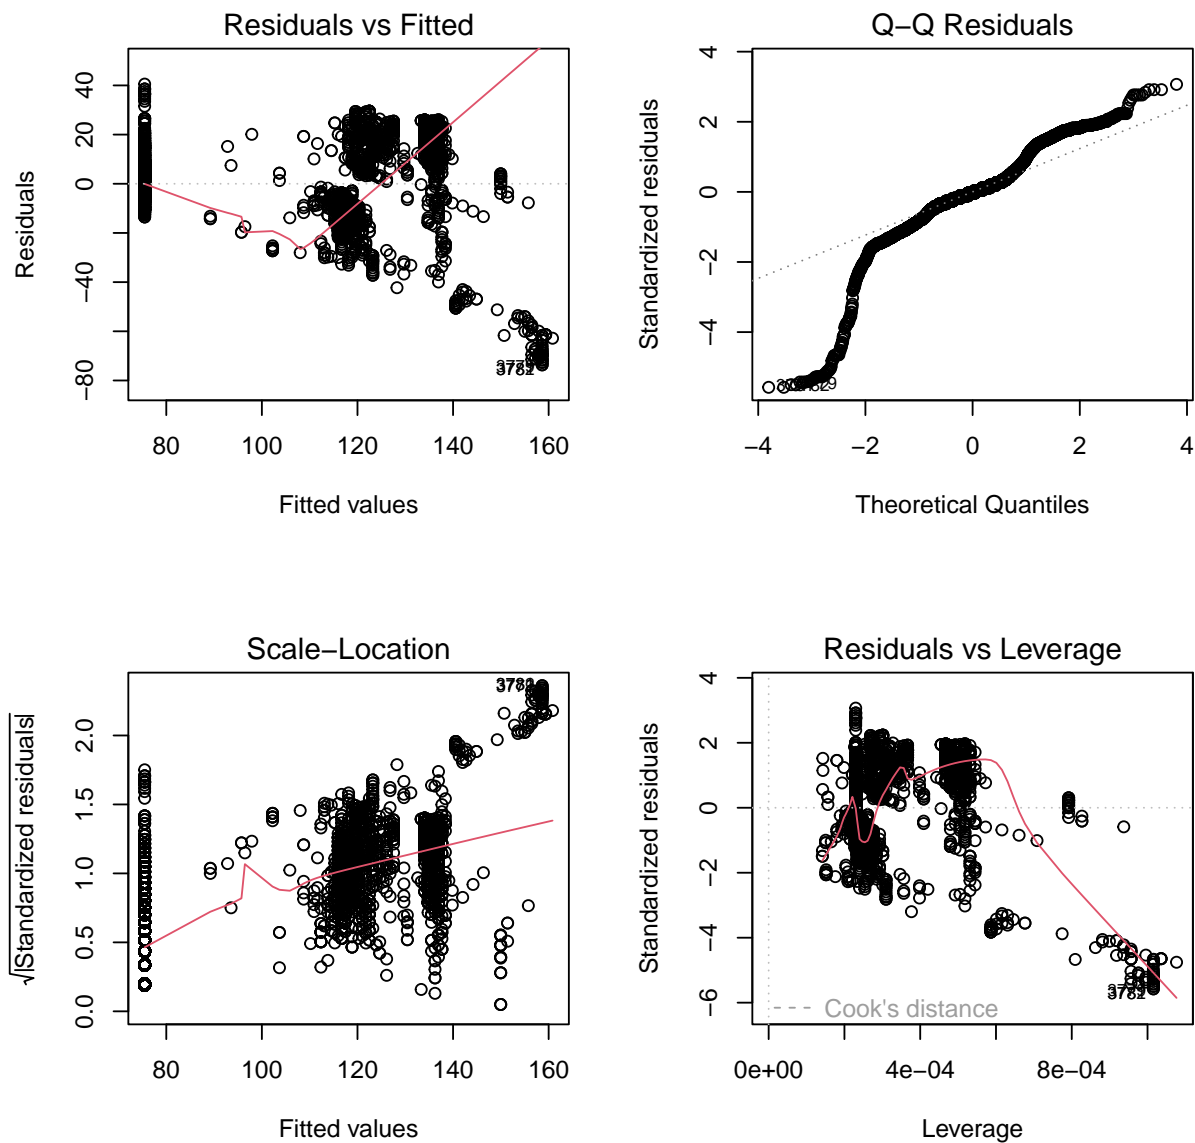 Residuals vs Fitted
Residuals
40
20
0
−40
−80
80 100 120 140 160
Fitted values
Q−Q Residuals
Standardized residuals
4
2
0
−2
−4
−4 −2 0 2 4
Theoretical Quantiles
Scale−Location
√|Standardized residuals|
2.0
1.5
1.0
0.5
0.0
80 100 120 140 160
Fitted values
Residuals vs Leverage
Standardized residuals
4
2
0
−2
−4
−6
Cook's distance
0e+00 4e−04 8e−04
Leverage